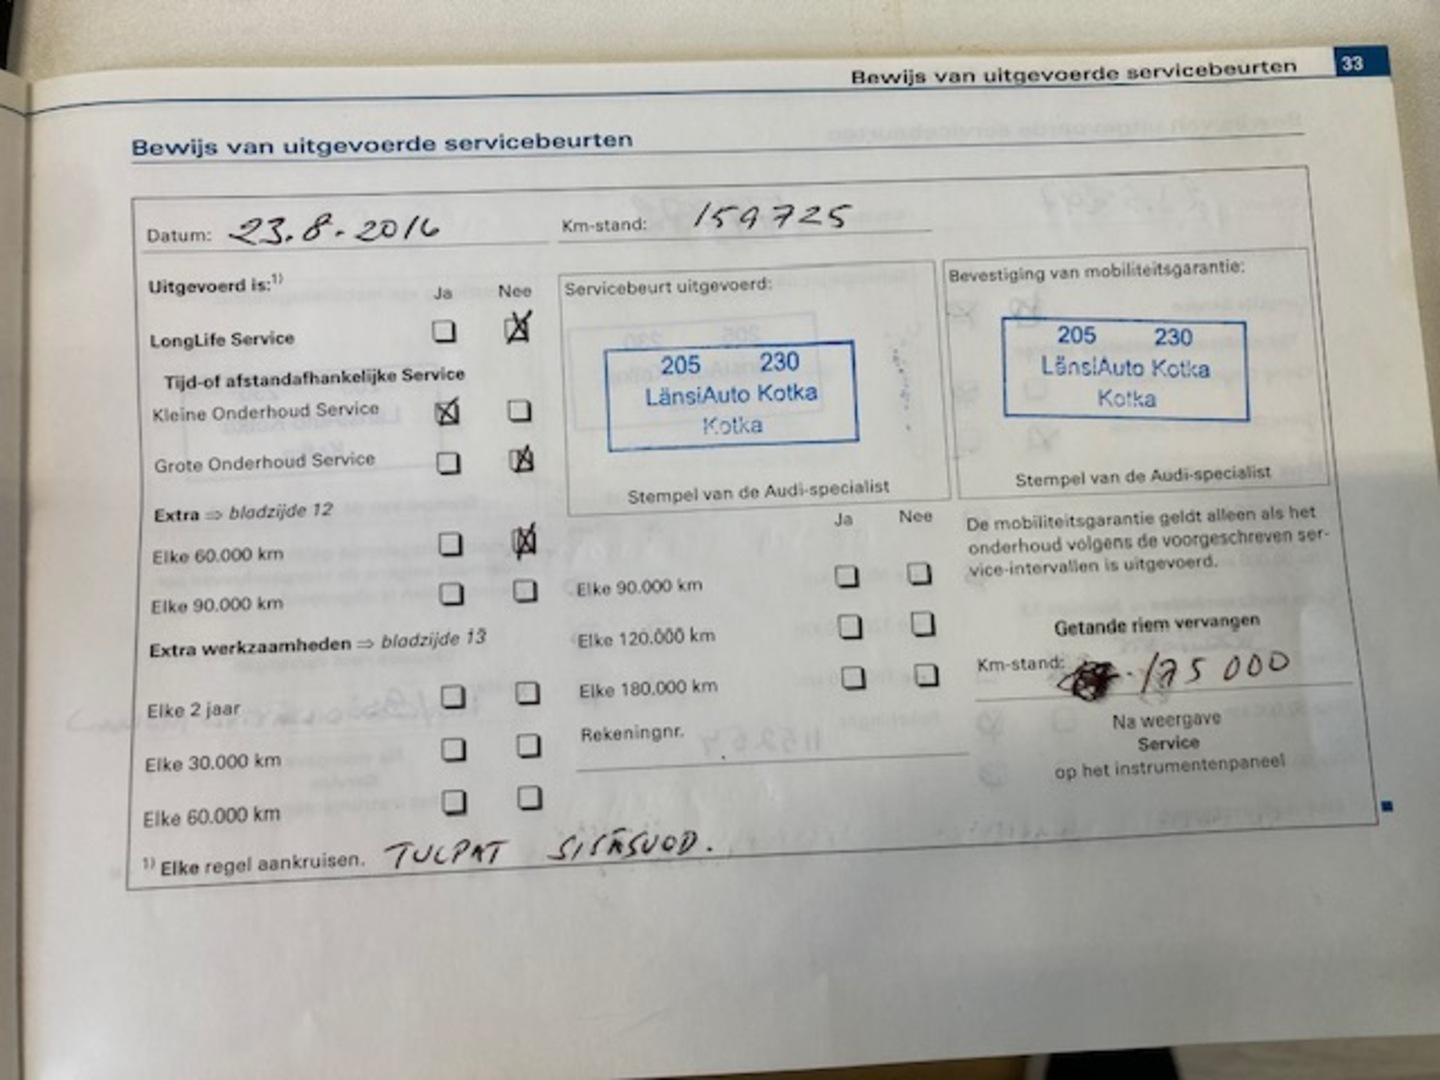 Bewijs van uitgevoerde servicebeurten 33
Bewijs van uitgevoerde servicebeurten
Datum: 23.8.2016 Km-stand: 159725
Uitgevoerd is:1)
Ja Nee
LongLife Service
Tijd-of afstandafhankelijke Service
Kleine Onderhoud Service
Grote Onderhoud Service
Extra ⇒ bladzijde 12
Elke 60.000 km
Elke 90.000 km
Extra werkzaamheden ⇒ bladzijde 13
Elke 2 jaar
Elke 30.000 km
Elke 60.000 km
Servicebeurt uitgevoerd:
205 230
LänsiAuto Kotka
Kotka
Stempel van de Audi-specialist
Ja Nee
Elke 90.000 km
Elke 120.000 km
Elke 180.000 km
Rekeningnr.
Bevestiging van mobiliteitsgarantie:
205 230
LänsiAuto Kotka
Kotka
Stempel van de Audi-specialist
De mobiliteitsgarantie geldt alleen als het
onderhoud volgens de voorgeschreven ser-
vice-intervallen is uitgevoerd.
Getande riem vervangen
Km-stand: 175 000
Na weergave
Service
op het instrumentenpaneel
1) Elke regel aankruisen. TULPAT SISÄSUOD.